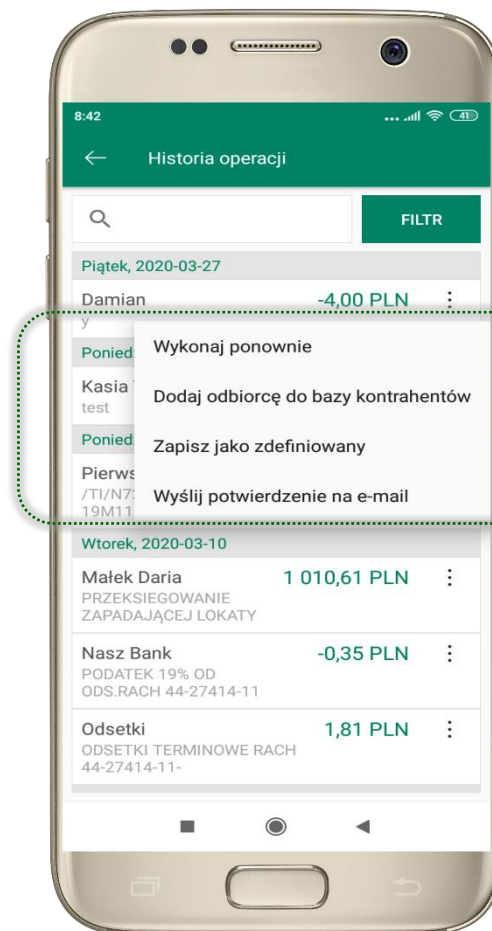 8:42
41
Historia operacji
FILTR
Piątek, 2020-03-27
Damian -4,00 PLN
y
Wykonaj ponownie
Dodaj odbiorcę do bazy kontrahentów
Zapisz jako zdefiniowany
Wyślij potwierdzenie na e-mail
Kasia
test
19M11
Wtorek, 2020-03-10
Małek Daria 1 010,61 PLN
PRZEKSIEGOWANIE
ZAPADAJĄCEJ LOKATY
Nasz Bank -0,35 PLN
PODATEK 19% OD
ODS.RACH 44-27414-11
Odsetki 1,81 PLN
ODSETKI TERMINOWE RACH
44-27414-11-